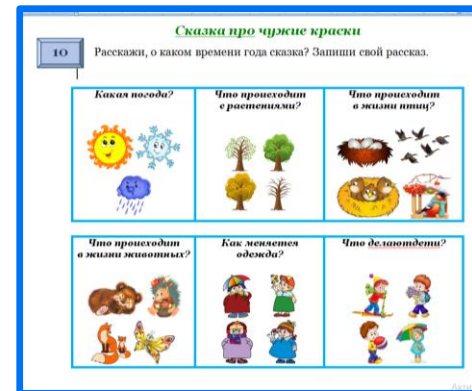 Сказка про чужие краски
10
Расскажи, о каком времени года сказка? Запиши свой рассказ.
Какая погода?
Что происходит
с растениями?
Что происходит
в жизни птиц?
Что происходит
в жизни животных?
Как меняется
одежда?
Что делаютдети?